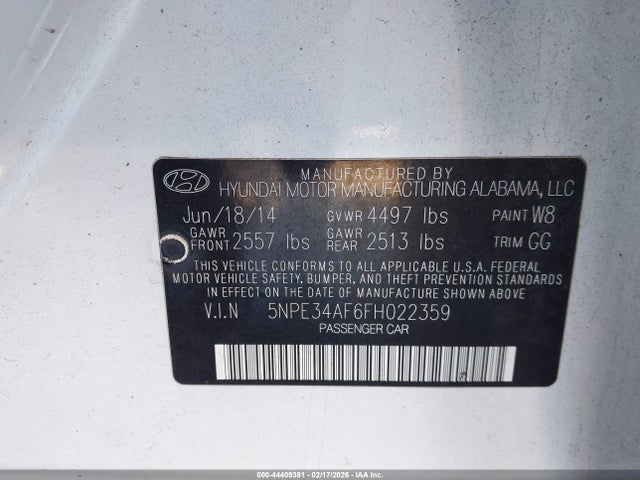 MANUFACTURED BY
HYUNDAI MOTOR MANUFACTURING ALABAMA, LLC
Jun/18/14 GVWR 4497 lbs PAINT W8
GAWR FRONT 2557 lbs GAWR REAR 2513 lbs TRIM GG
THIS VEHICLE CONFORMS TO ALL APPLICABLE U.S.A. FEDERAL
MOTOR VEHICLE SAFETY, BUMPER, AND THEFT PREVENTION STANDARDS
IN EFFECT ON THE DATE OF MANUFACTURE SHOWN ABOVE
V.I.N 5NPE34AF6FH022359
PASSENGER CAR
000-44409381 - 02/17/2026 - IAAI.COM